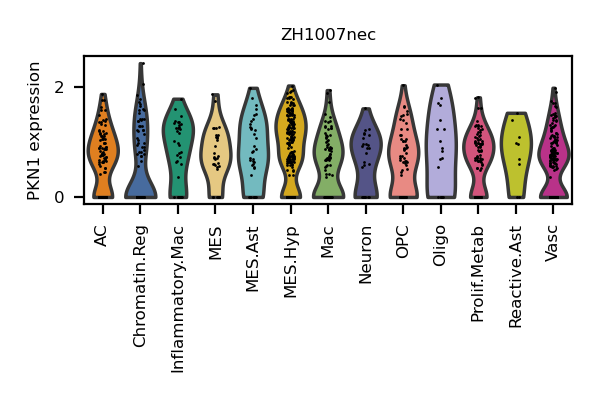 ZH1007nec
PKN1 expression
2
0
AC
Chromatin.Reg
Inflammatory.Mac
MES
MES.Ast
MES.Hyp
Mac
Neuron
OPC
Oligo
Prolif.Metab
Reactive.Ast
Vasc